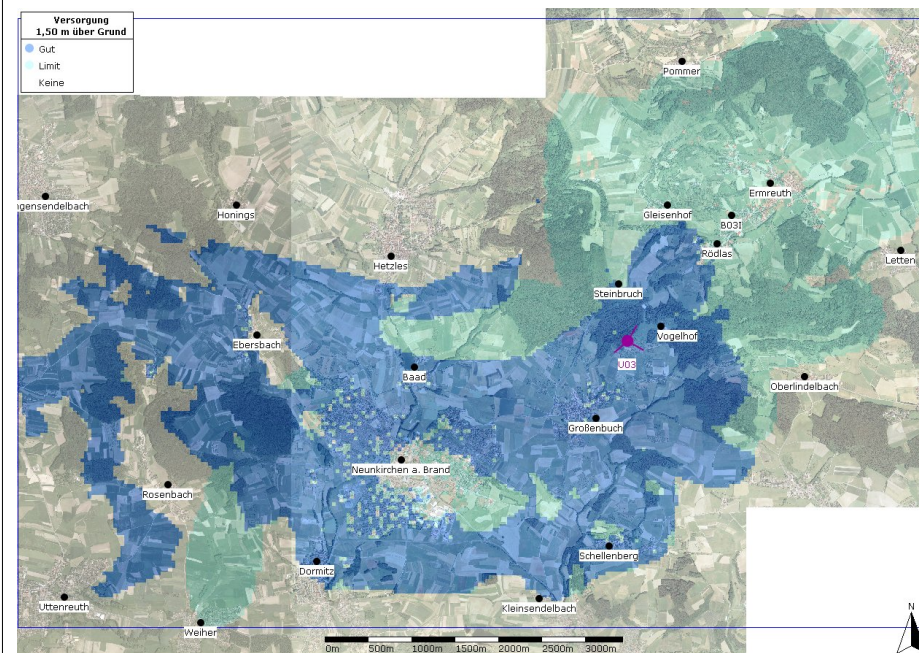 Versorgung
1,50 m über Grund
Gut
Limit
Keine
Pommer
Ermreuth
gensendelbach
Honings
Gleisenhof
B03I
Rödlas
Letten
Hetzles
Steinbruch
Ebersbach
Vogelhof
U03
Baad
Oberlindelbach
Großenbuch
Neunkirchen a. Brand
Rosenbach
Schellenberg
Dormitz
Uttenreuth
Kleinsendelbach
Weiher
N
0m 500m 1000m 1500m 2000m 2500m 3000m